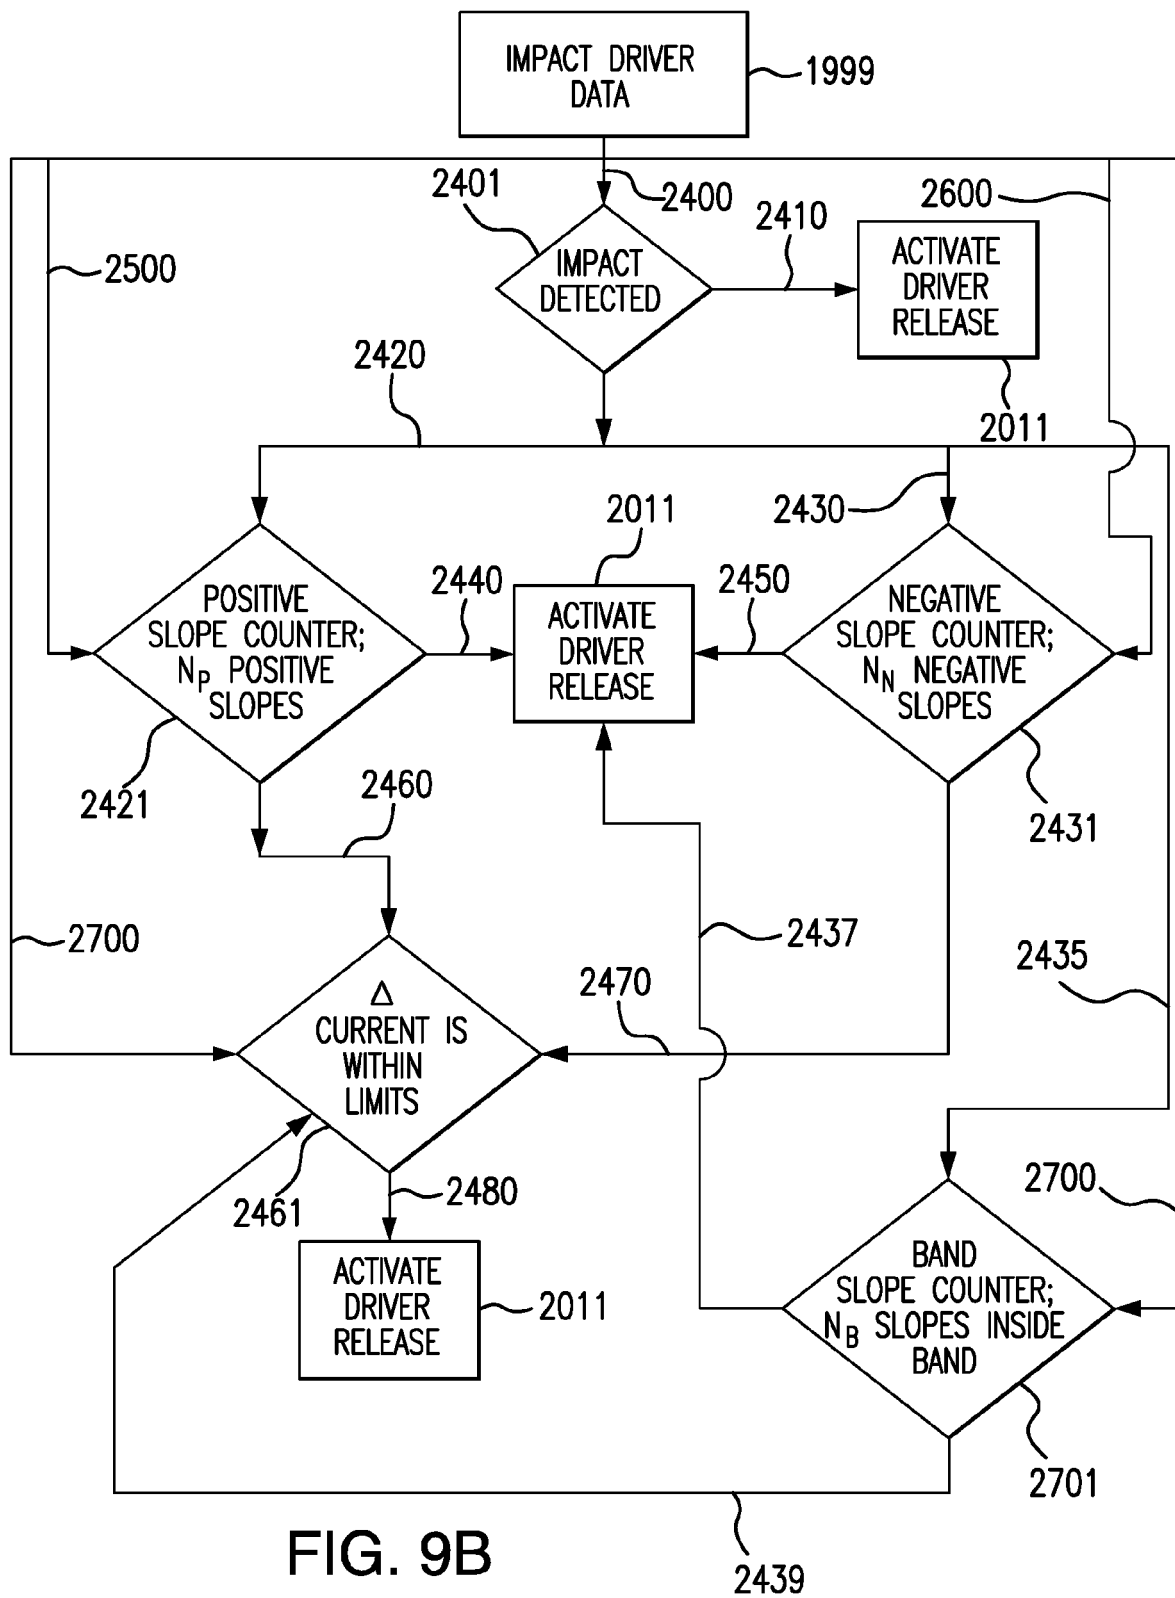 IMPACT DRIVER
DATA
1999
2401
2400
2600
2410
2500
IMPACT
DETECTED
ACTIVATE
DRIVER
RELEASE
2420
2011
2430
2011
POSITIVE
SLOPE COUNTER;
NP POSITIVE
SLOPES
2440
ACTIVATE
DRIVER
RELEASE
2450
NEGATIVE
SLOPE COUNTER;
NN NEGATIVE
SLOPES
2421
2460
2431
2700
2437
2435
2470
Δ
CURRENT IS
WITHIN
LIMITS
2461
2480
2700
ACTIVATE
DRIVER
RELEASE
2011
BAND
SLOPE COUNTER;
NB SLOPES INSIDE
BAND
2701
FIG. 9B
2439